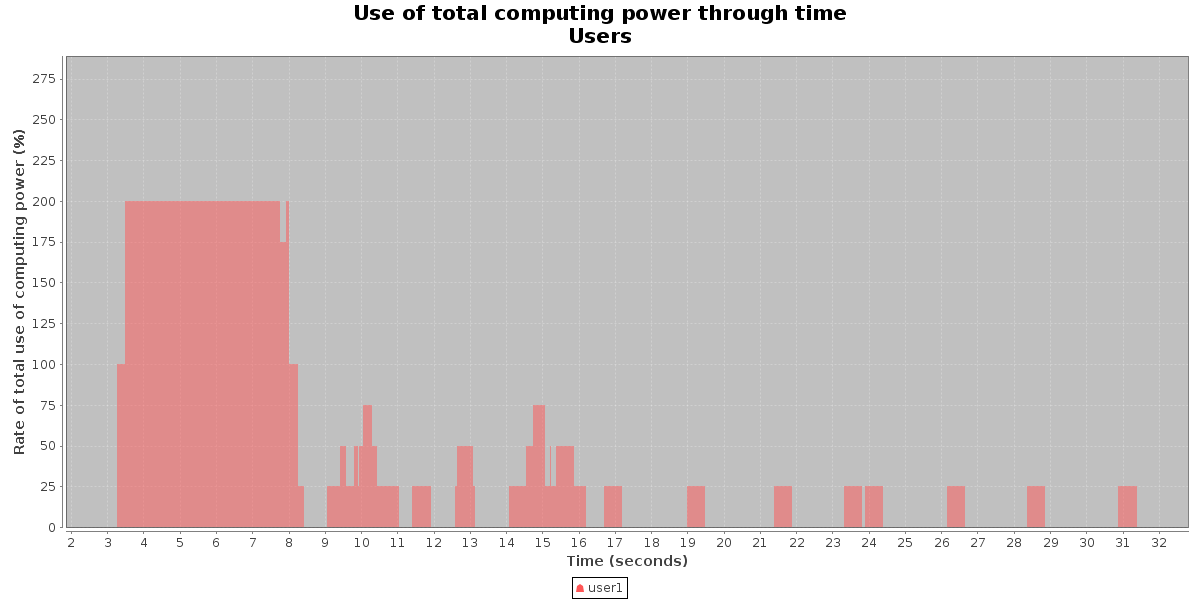 Use of total computing power through time
Users
Rate of total use of computing power (%)
275
250
225
200
175
150
125
100
75
50
25
0
2 3 4 5 6 7 8 9 10 11 12 13 14 15 16 17 18 19 20 21 22 23 24 25 26 27 28 29 30 31 32
Time (seconds)
user1